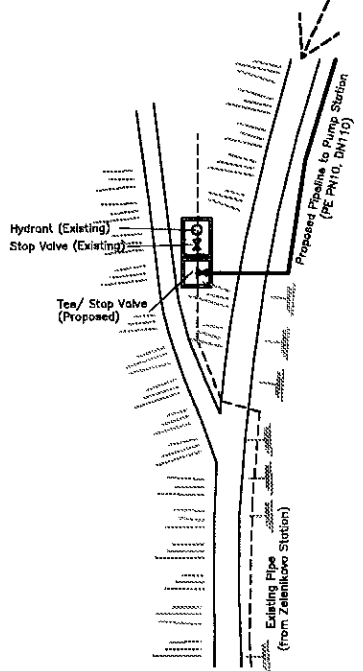 Hydrant (Existing)
Stop Valve (Existing)
Tee/ Stop Valve
(Proposed)
Proposed Pipeline to Pump Station
(PE PN10, DN110)
Existing Pipe
(from Zelenikovo Station)